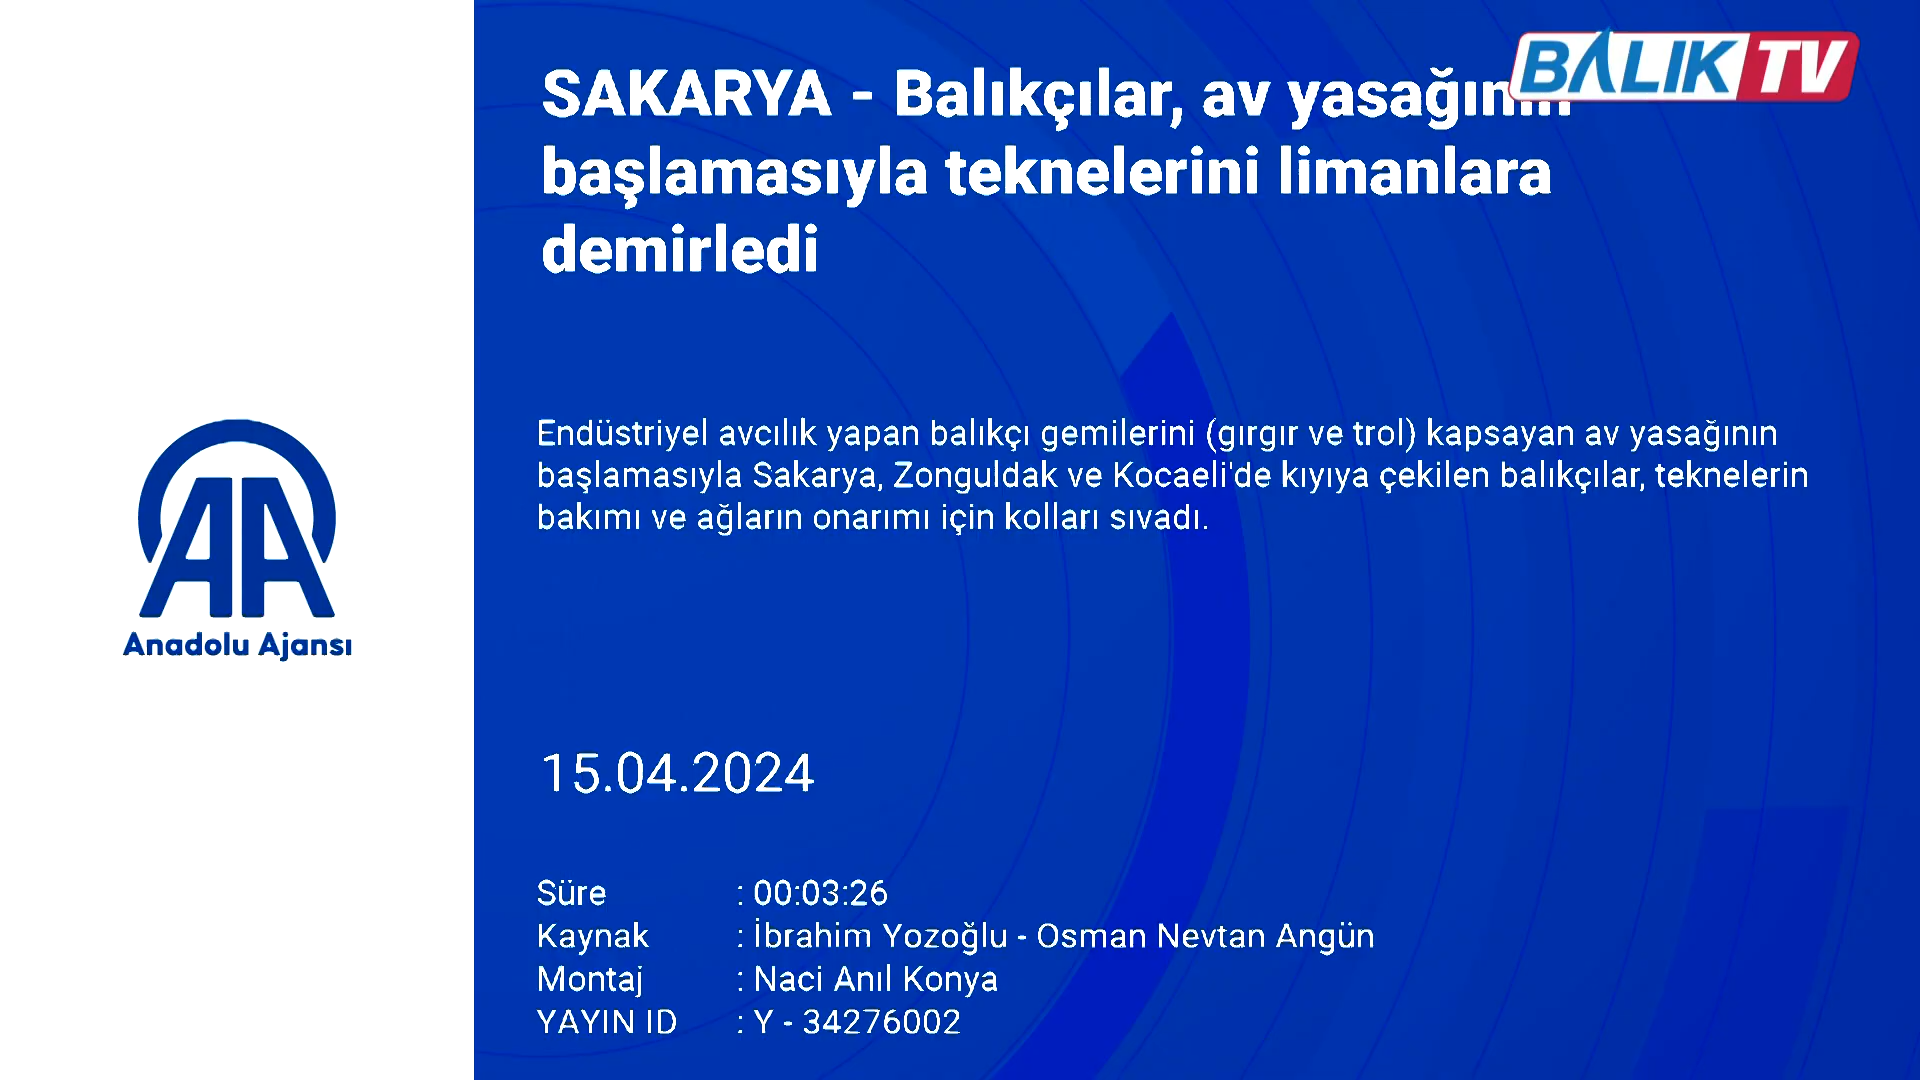 BALIK TV
SAKARYA - Balıkçılar, av yasağının
başlamasıyla teknelerini limanlara
demirledi
Endüstriyel avcılık yapan balıkçı gemilerini (gırgır ve trol) kapsayan av yasağının
başlamasıyla Sakarya, Zonguldak ve Kocaeli'de kıyıya çekilen balıkçılar, teknelerin
bakımı ve ağların onarımı için kolları sıvadı.
AA
Anadolu Ajansı
15.04.2024
Süre : 00:03:26
Kaynak : İbrahim Yozoğlu - Osman Nevtan Angün
Montaj : Naci Anıl Konya
YAYIN ID : Y - 34276002